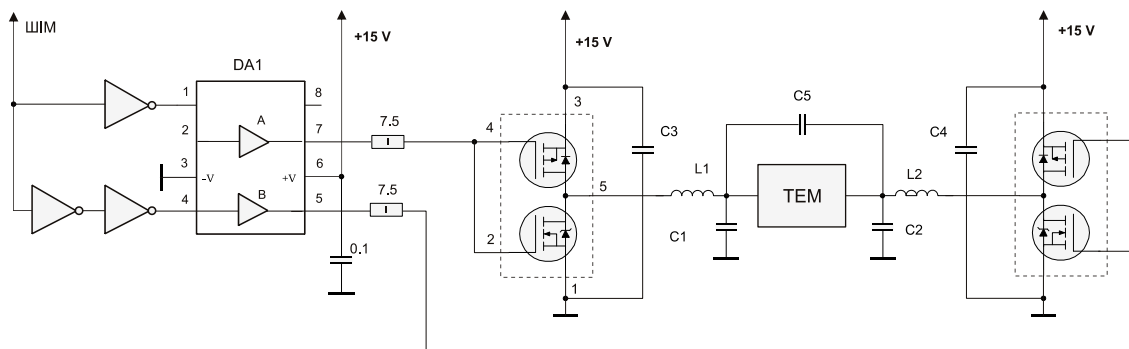 ШІМ
+15 V
+15 V
+15 V
DA1
1
8
A
2
7
7.5
3
-V
+V
6
4
B
5
7.5
0.1
4
3
5
2
1
C3
C5
C4
L1
TEM
L2
C1
C2